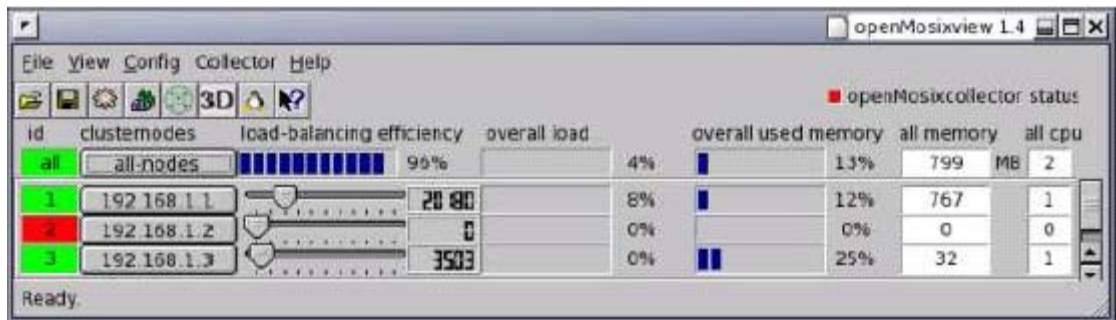 openMosixview 1.4
File View Config Collector Help
3D
openMosixcollector status
id clusternodes load-balancing efficiency overall load overall used memory all memory all cpu
all all-nodes 96% 4% 13% 799 MB 2
1 192.168.1.1 20180 8% 12% 767 1
2 192.168.1.2 0 0% 0% 0 0
3 192.168.1.3 3503 0% 25% 32 1
Ready.